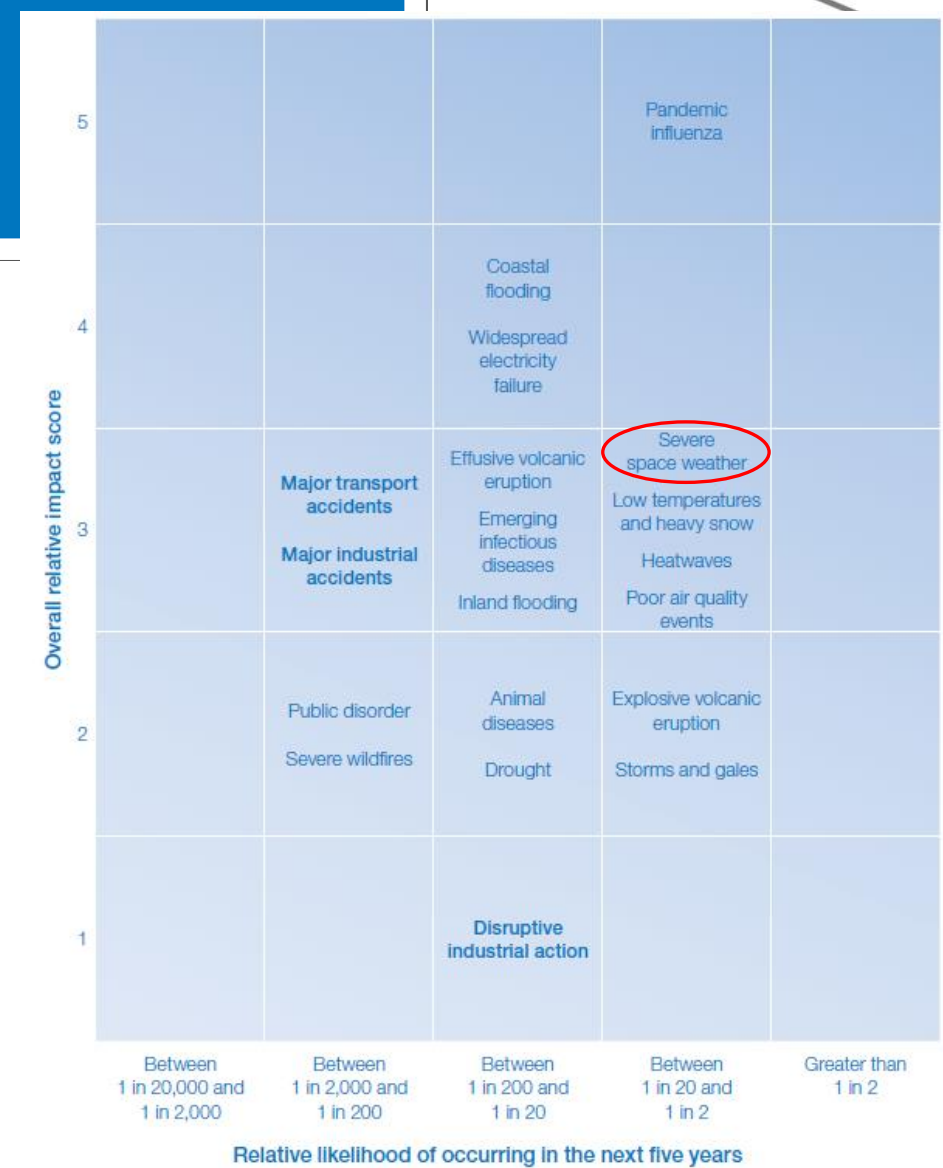 5
Pandemic
influenza
4
Coastal
flooding
Widespread
electricity
failure
Overall relative impact score
3
Major transport
accidents
Major industrial
accidents
Effusive volcanic
eruption
Emerging
infectious
diseases
Inland flooding
Severe
space weather
Low temperatures
and heavy snow
Heatwaves
Poor air quality
events
2
Public disorder
Severe wildfires
Animal
diseases
Drought
Explosive volcanic
eruption
Storms and gales
1
Disruptive
industrial action
Between
1 in 20,000 and
1 in 2,000
Between
1 in 2,000 and
1 in 200
Between
1 in 200 and
1 in 20
Between
1 in 20 and
1 in 2
Greater than
1 in 2
Relative likelihood of occurring in the next five years